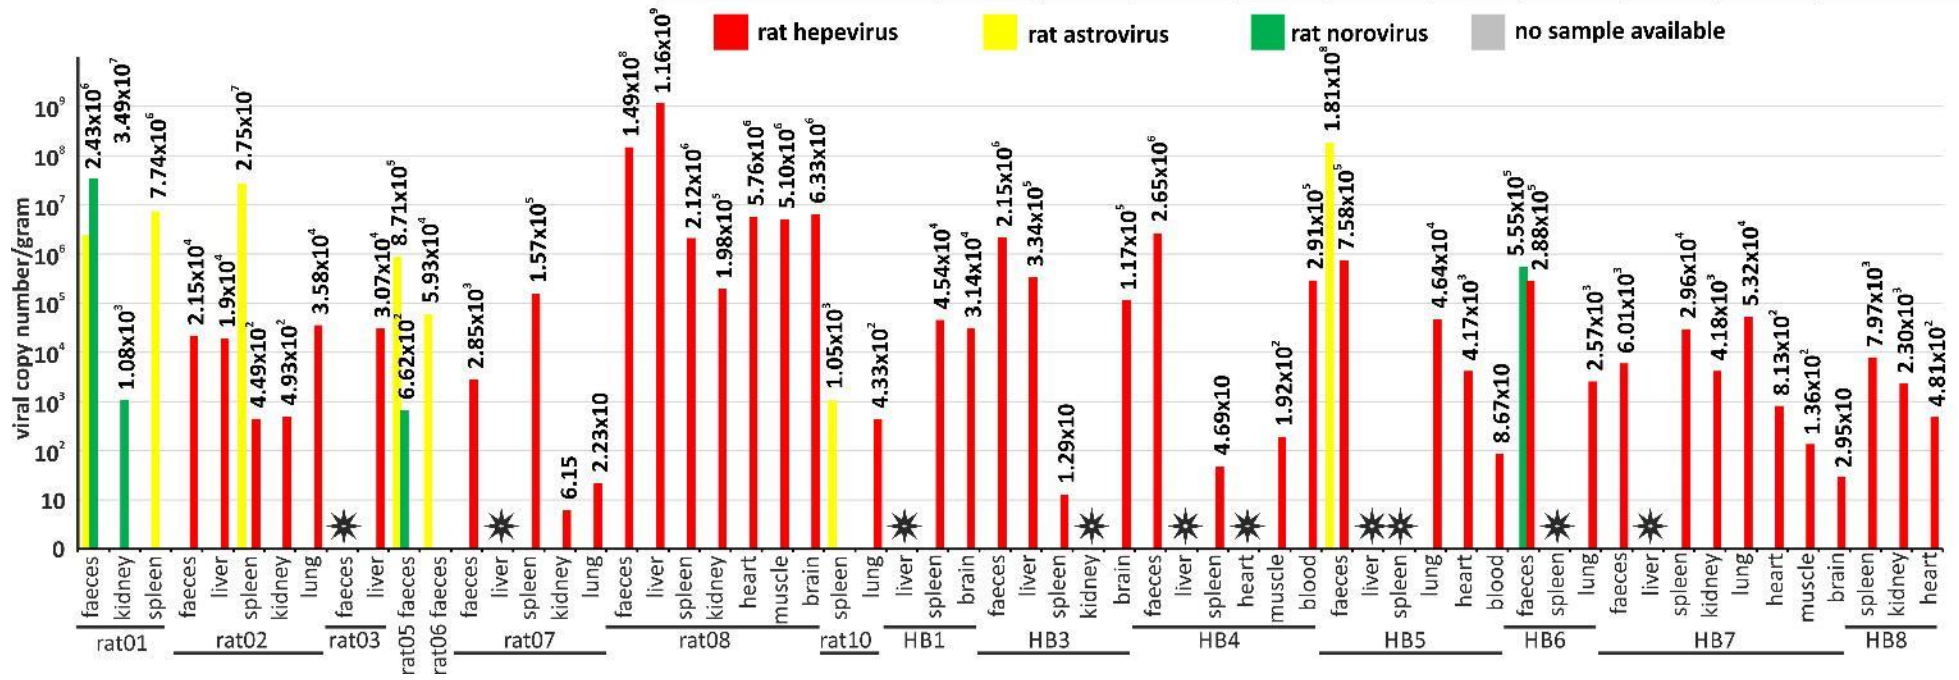 rat hepevirus
rat astrovirus
rat norovirus
no sample available
viral copy number/gram
10⁹
10⁸
10⁷
10⁶
10⁵
10⁴
10³
10²
10
0
2.43x10⁶
3.49x10⁷
1.08x10³
7.74x10⁶
2.15x10⁴
1.9x10⁴
2.75x10⁷
4.49x10²
4.93x10²
3.58x10⁴
3.07x10⁴
8.71x10⁵
6.62x10²
5.93x10⁴
2.85x10³
1.57x10⁵
6.15
2.23x10
1.49x10⁸
1.16x10⁹
2.12x10⁶
1.98x10⁵
5.76x10⁶
5.10x10⁶
6.33x10⁶
1.05x10³
4.33x10²
4.54x10⁴
3.14x10⁴
2.15x10⁶
3.34x10⁵
1.29x10
1.17x10⁵
2.65x10⁶
4.69x10
1.92x10²
2.91x10⁵
1.81x10⁸
7.58x10⁵
4.64x10⁴
4.17x10³
8.67x10
5.55x10⁵
2.88x10⁵
2.57x10³
6.01x10³
2.96x10⁴
4.18x10³
5.32x10⁴
8.13x10²
1.36x10²
2.95x10
7.97x10³
2.30x10³
4.81x10²
faeces
kidney
spleen
faeces
liver
spleen
kidney
lung
faeces
liver
rat05 faeces
rat06 faeces
faeces
liver
spleen
kidney
lung
faeces
liver
spleen
kidney
heart
muscle
brain
spleen
lung
liver
spleen
brain
faeces
liver
spleen
kidney
brain
faeces
liver
spleen
heart
muscle
blood
faeces
liver
spleen
lung
heart
blood
faeces
spleen
lung
faeces
liver
spleen
kidney
lung
heart
muscle
brain
spleen
kidney
heart
rat01
rat02
rat03
rat07
rat08
rat10
HB1
HB3
HB4
HB5
HB6
HB7
HB8